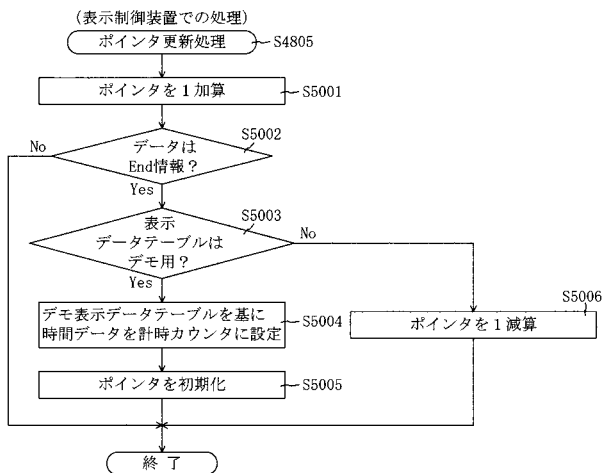 (表示制御装置での処理)
ポインタ更新処理
S4805
ポインタを1加算
S5001
S5002
データは
End情報?
No
Yes
S5003
表示
データテーブルは
デモ用?
No
Yes
デモ表示データテーブルを基に
時間データを計時カウンタに設定
S5004
S5006
ポインタを1減算
ポインタを初期化
S5005
終 了